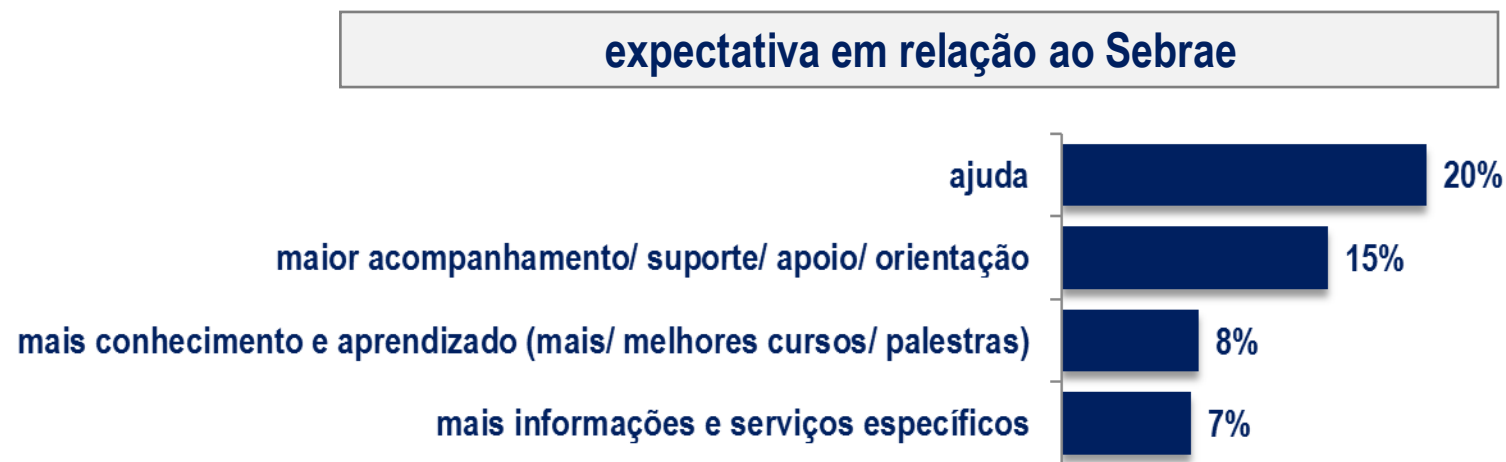 expectativa em relação ao Sebrae
ajuda 20%
maior acompanhamento/ suporte/ apoio/ orientação 15%
mais conhecimento e aprendizado (mais/ melhores cursos/ palestras) 8%
mais informações e serviços específicos 7%